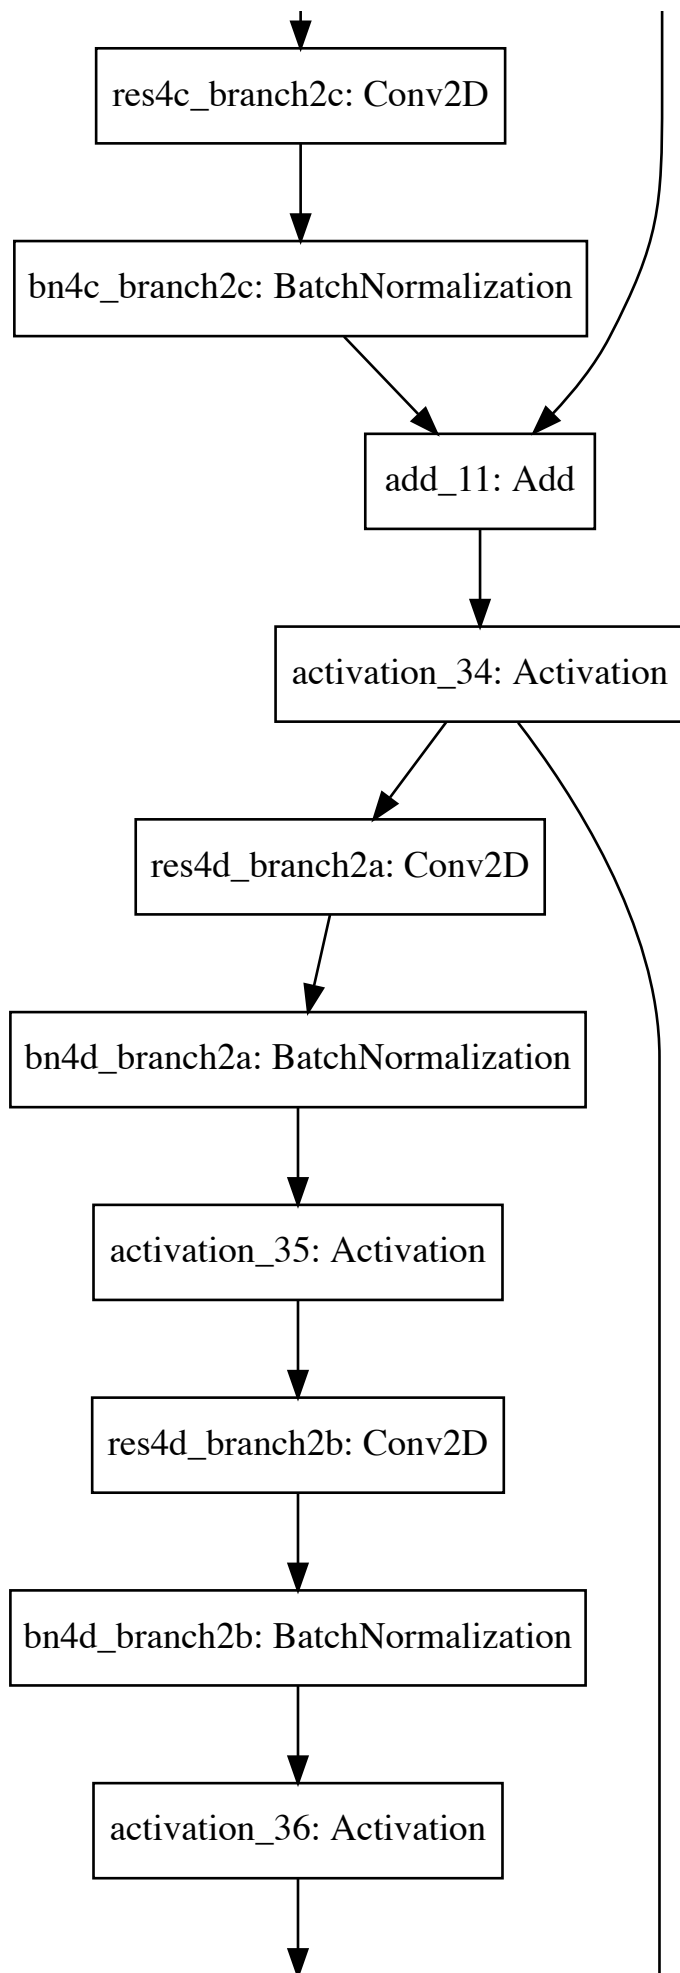 res4c_branch2c: Conv2D
bn4c_branch2c: BatchNormalization
add_11: Add
activation_34: Activation
res4d_branch2a: Conv2D
bn4d_branch2a: BatchNormalization
activation_35: Activation
res4d_branch2b: Conv2D
bn4d_branch2b: BatchNormalization
activation_36: Activation